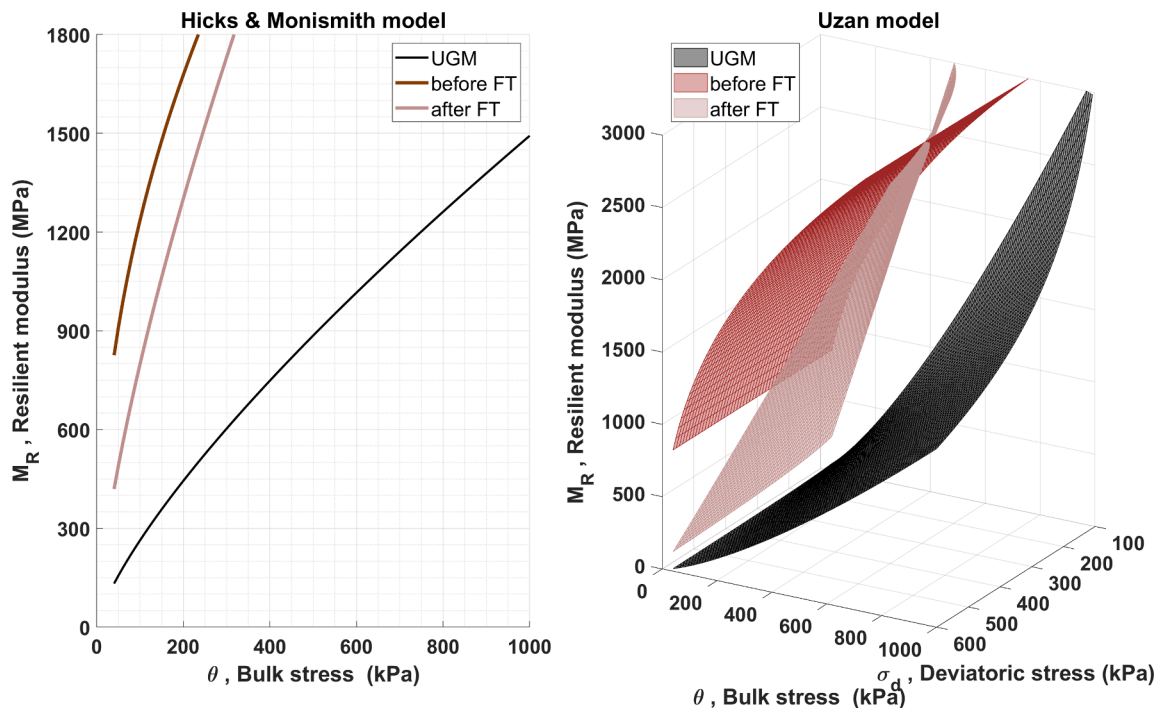 Hicks & Monismith model
1800
1500
1200
900
600
300
0
0 200 400 600 800 1000
M_R , Resilient modulus (MPa)
θ , Bulk stress (kPa)
UGM
before FT
after FT
Uzan model
UGM
before FT
after FT
3000
2500
2000
1500
1000
500
0
M_R , Resilient modulus (MPa)
0 200 400 600 800 1000
600 500 400 300 200 100
σ_d , Deviatoric stress (kPa)
θ , Bulk stress (kPa)